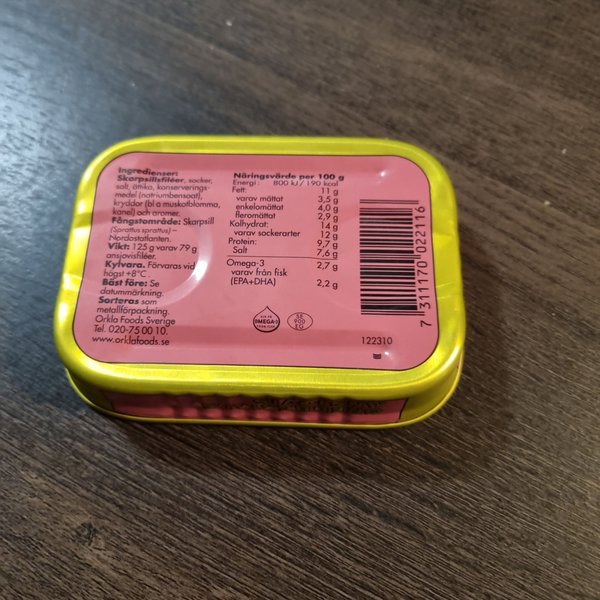 Ingredienser:
Skarpsillsfiléer, socker,
salt, ättika, konserverings-
medel (natriumbensoat),
kryddor (bl a muskotblomma,
kanel) och aromer.
Fångstområde: Skarpsill
(Sprattus sprattus) –
Nordostatlanten.
Vikt: 125 g varav 79 g
ansjovisfiléer.
Kylvara. Förvaras vid
högst +8°C.
Bäst före: Se
datummärkning.
Sorteras som
metallförpackning.
Orkla Foods Sverige
Tel. 020-75 00 10.
www.orklafoods.se
Näringsvärde per 100 g
Energi: 800 kJ/190 kcal
Fett: 11 g
varav mättat 3,5 g
enkelomättat 4,0 g
fleromättat 2,9 g
Kolhydrat: 14 g
varav sockerarter 12 g
Protein: 9,7 g
Salt 7,6 g
Omega-3 2,7 g
varav från fisk
(EPA+DHA) 2,2 g
OMEGA-3
SE
900
EG
122310
7 311170 022116